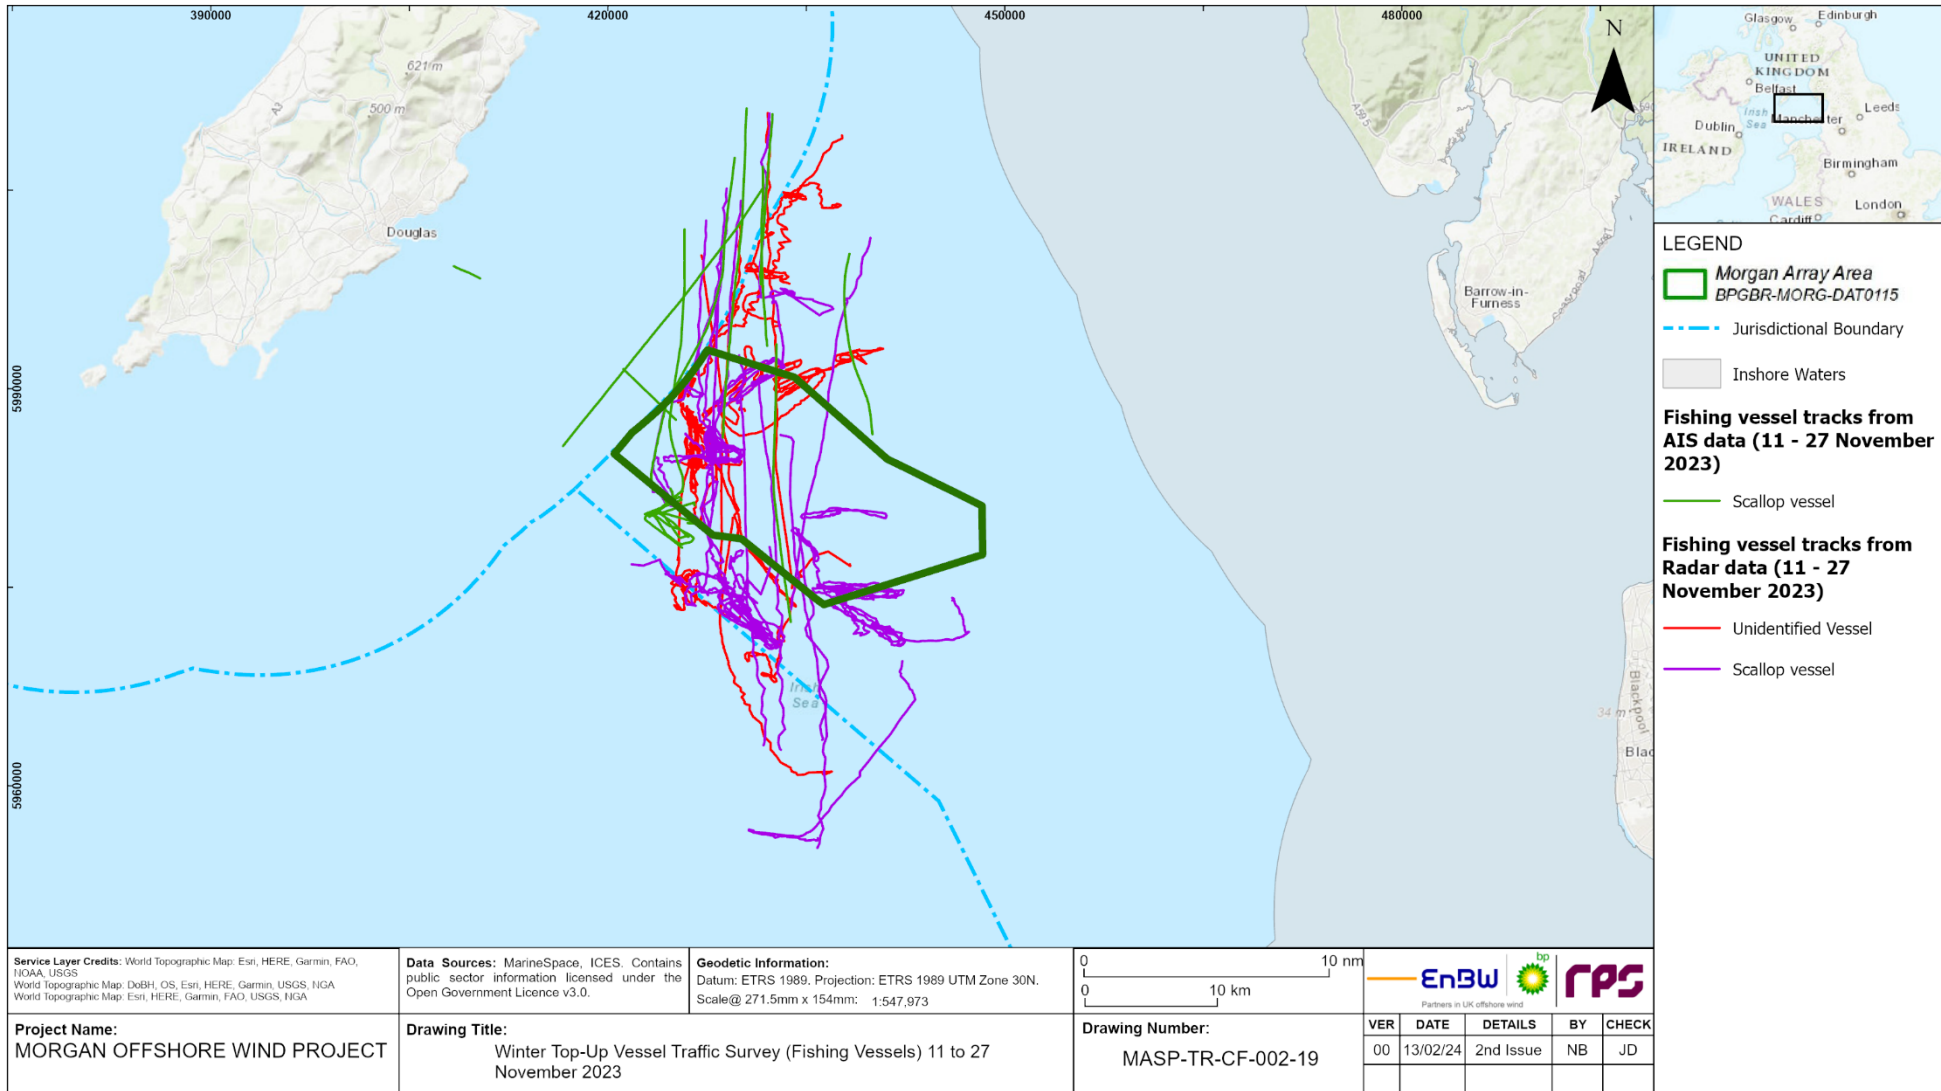 390000
420000
450000
480000
5990000
5960000
N
621 m
500 m
A3
Douglas
A595
Barrow-in-
Furness
Coast Road
A5087
Irish
Sea
34 m
Blackpool
Blac
Glasgow
Edinburgh
UNITED
KINGDOM
Belfast
Irish
Sea
Manchester
Leeds
Dublin
IRELAND
Birmingham
WALES
Cardiff
London
LEGEND
Morgan Array Area
BPGBR-MORG-DAT0115
Jurisdictional Boundary
Inshore Waters
Fishing vessel tracks from
AIS data (11 - 27 November
2023)
Scallop vessel
Fishing vessel tracks from
Radar data (11 - 27
November 2023)
Unidentified Vessel
Scallop vessel
Service Layer Credits: World Topographic Map: Esri, HERE, Garmin, FAO,
NOAA, USGS
World Topographic Map: DoBH, OS, Esri, HERE, Garmin, USGS, NGA
World Topographic Map: Esri, HERE, Garmin, FAO, USGS, NGA
Data Sources: MarineSpace, ICES. Contains
public sector information licensed under the
Open Government Licence v3.0.
Geodetic Information:
Datum: ETRS 1989. Projection: ETRS 1989 UTM Zone 30N.
Scale@ 271.5mm x 154mm: 1:547,973
0 10 nm
0 10 km
EnBW
bp
rps
Partners in UK offshore wind
Project Name:
MORGAN OFFSHORE WIND PROJECT
Drawing Title:
Winter Top-Up Vessel Traffic Survey (Fishing Vessels) 11 to 27
November 2023
Drawing Number:
MASP-TR-CF-002-19
VER DATE DETAILS BY CHECK
00 13/02/24 2nd Issue NB JD